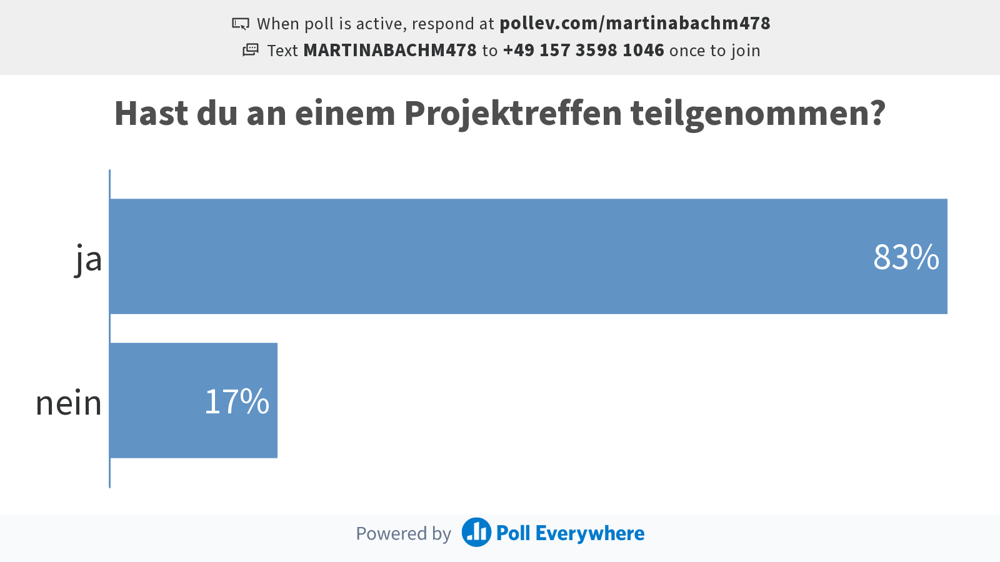 When poll is active, respond at pollev.com/martinabachm478
Text MARTINABACHM478 to +49 157 3598 1046 once to join
Hast du an einem Projektreffen teilgenommen?
ja
83%
nein
17%
Powered by Poll Everywhere